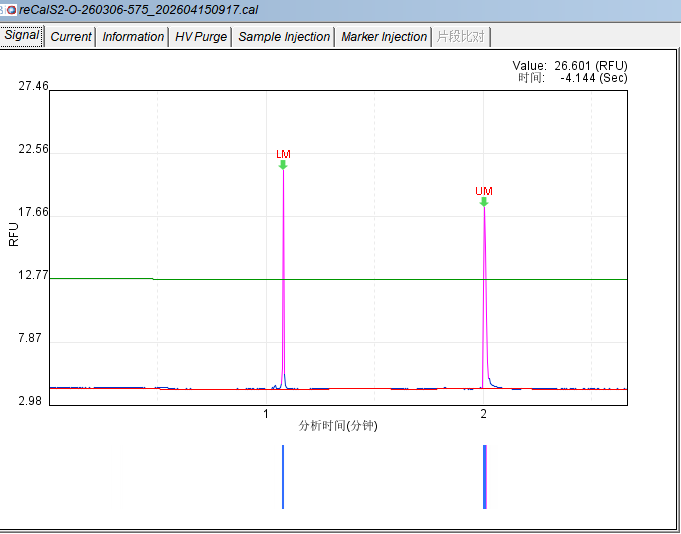 reCalS2-O-260306-575_202604150917.cal
Signal Current Information HV Purge Sample Injection Marker Injection 片段比对
Value: 26.601 (RFU)
时间: -4.144 (Sec)
27.46
22.56
17.66
12.77
7.87
2.98
RFU
LM
UM
1 2
分析时间(分钟)